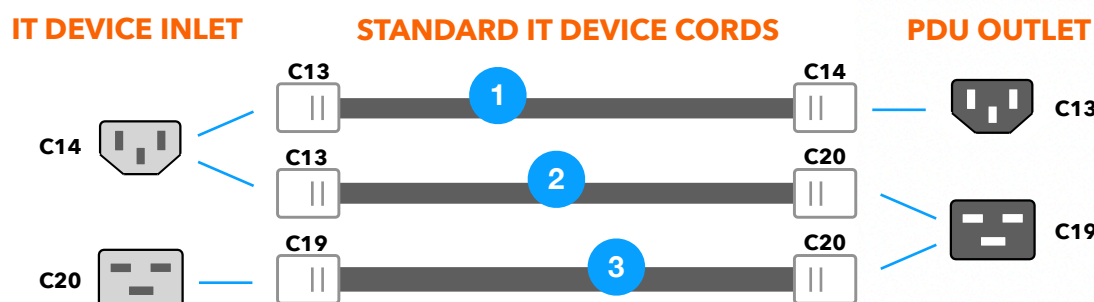 IT DEVICE INLET
STANDARD IT DEVICE CORDS
PDU OUTLET
C13
C14
1
C13
C14
C13
C20
2
C19
C19
C20
3
C20